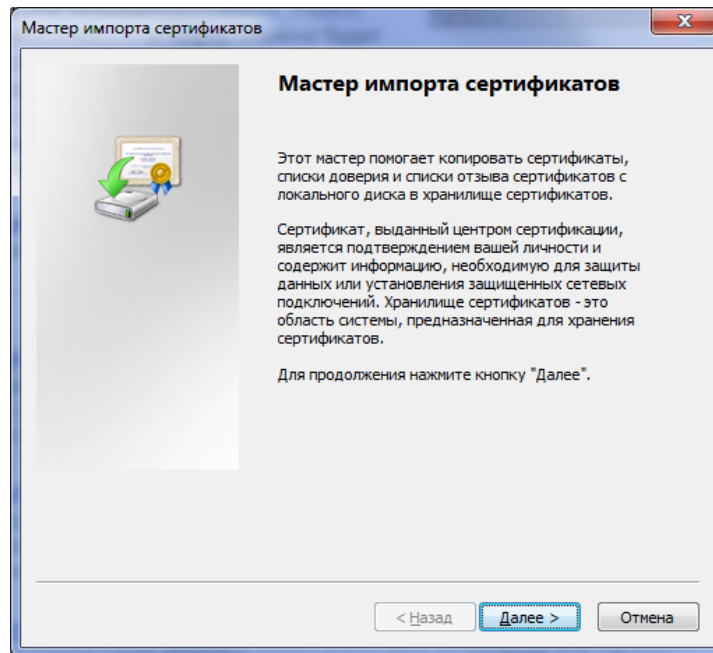 Мастер импорта сертификатов
Мастер импорта сертификатов
Этот мастер помогает копировать сертификаты,
списки доверия и списки отзыва сертификатов с
локального диска в хранилище сертификатов.
Сертификат, выданный центром сертификации,
является подтверждением вашей личности и
содержит информацию, необходимую для защиты
данных или установления защищенных сетевых
подключений. Хранилище сертификатов - это
область системы, предназначенная для хранения
сертификатов.
Для продолжения нажмите кнопку "Далее".
< Назад Далее > Отмена